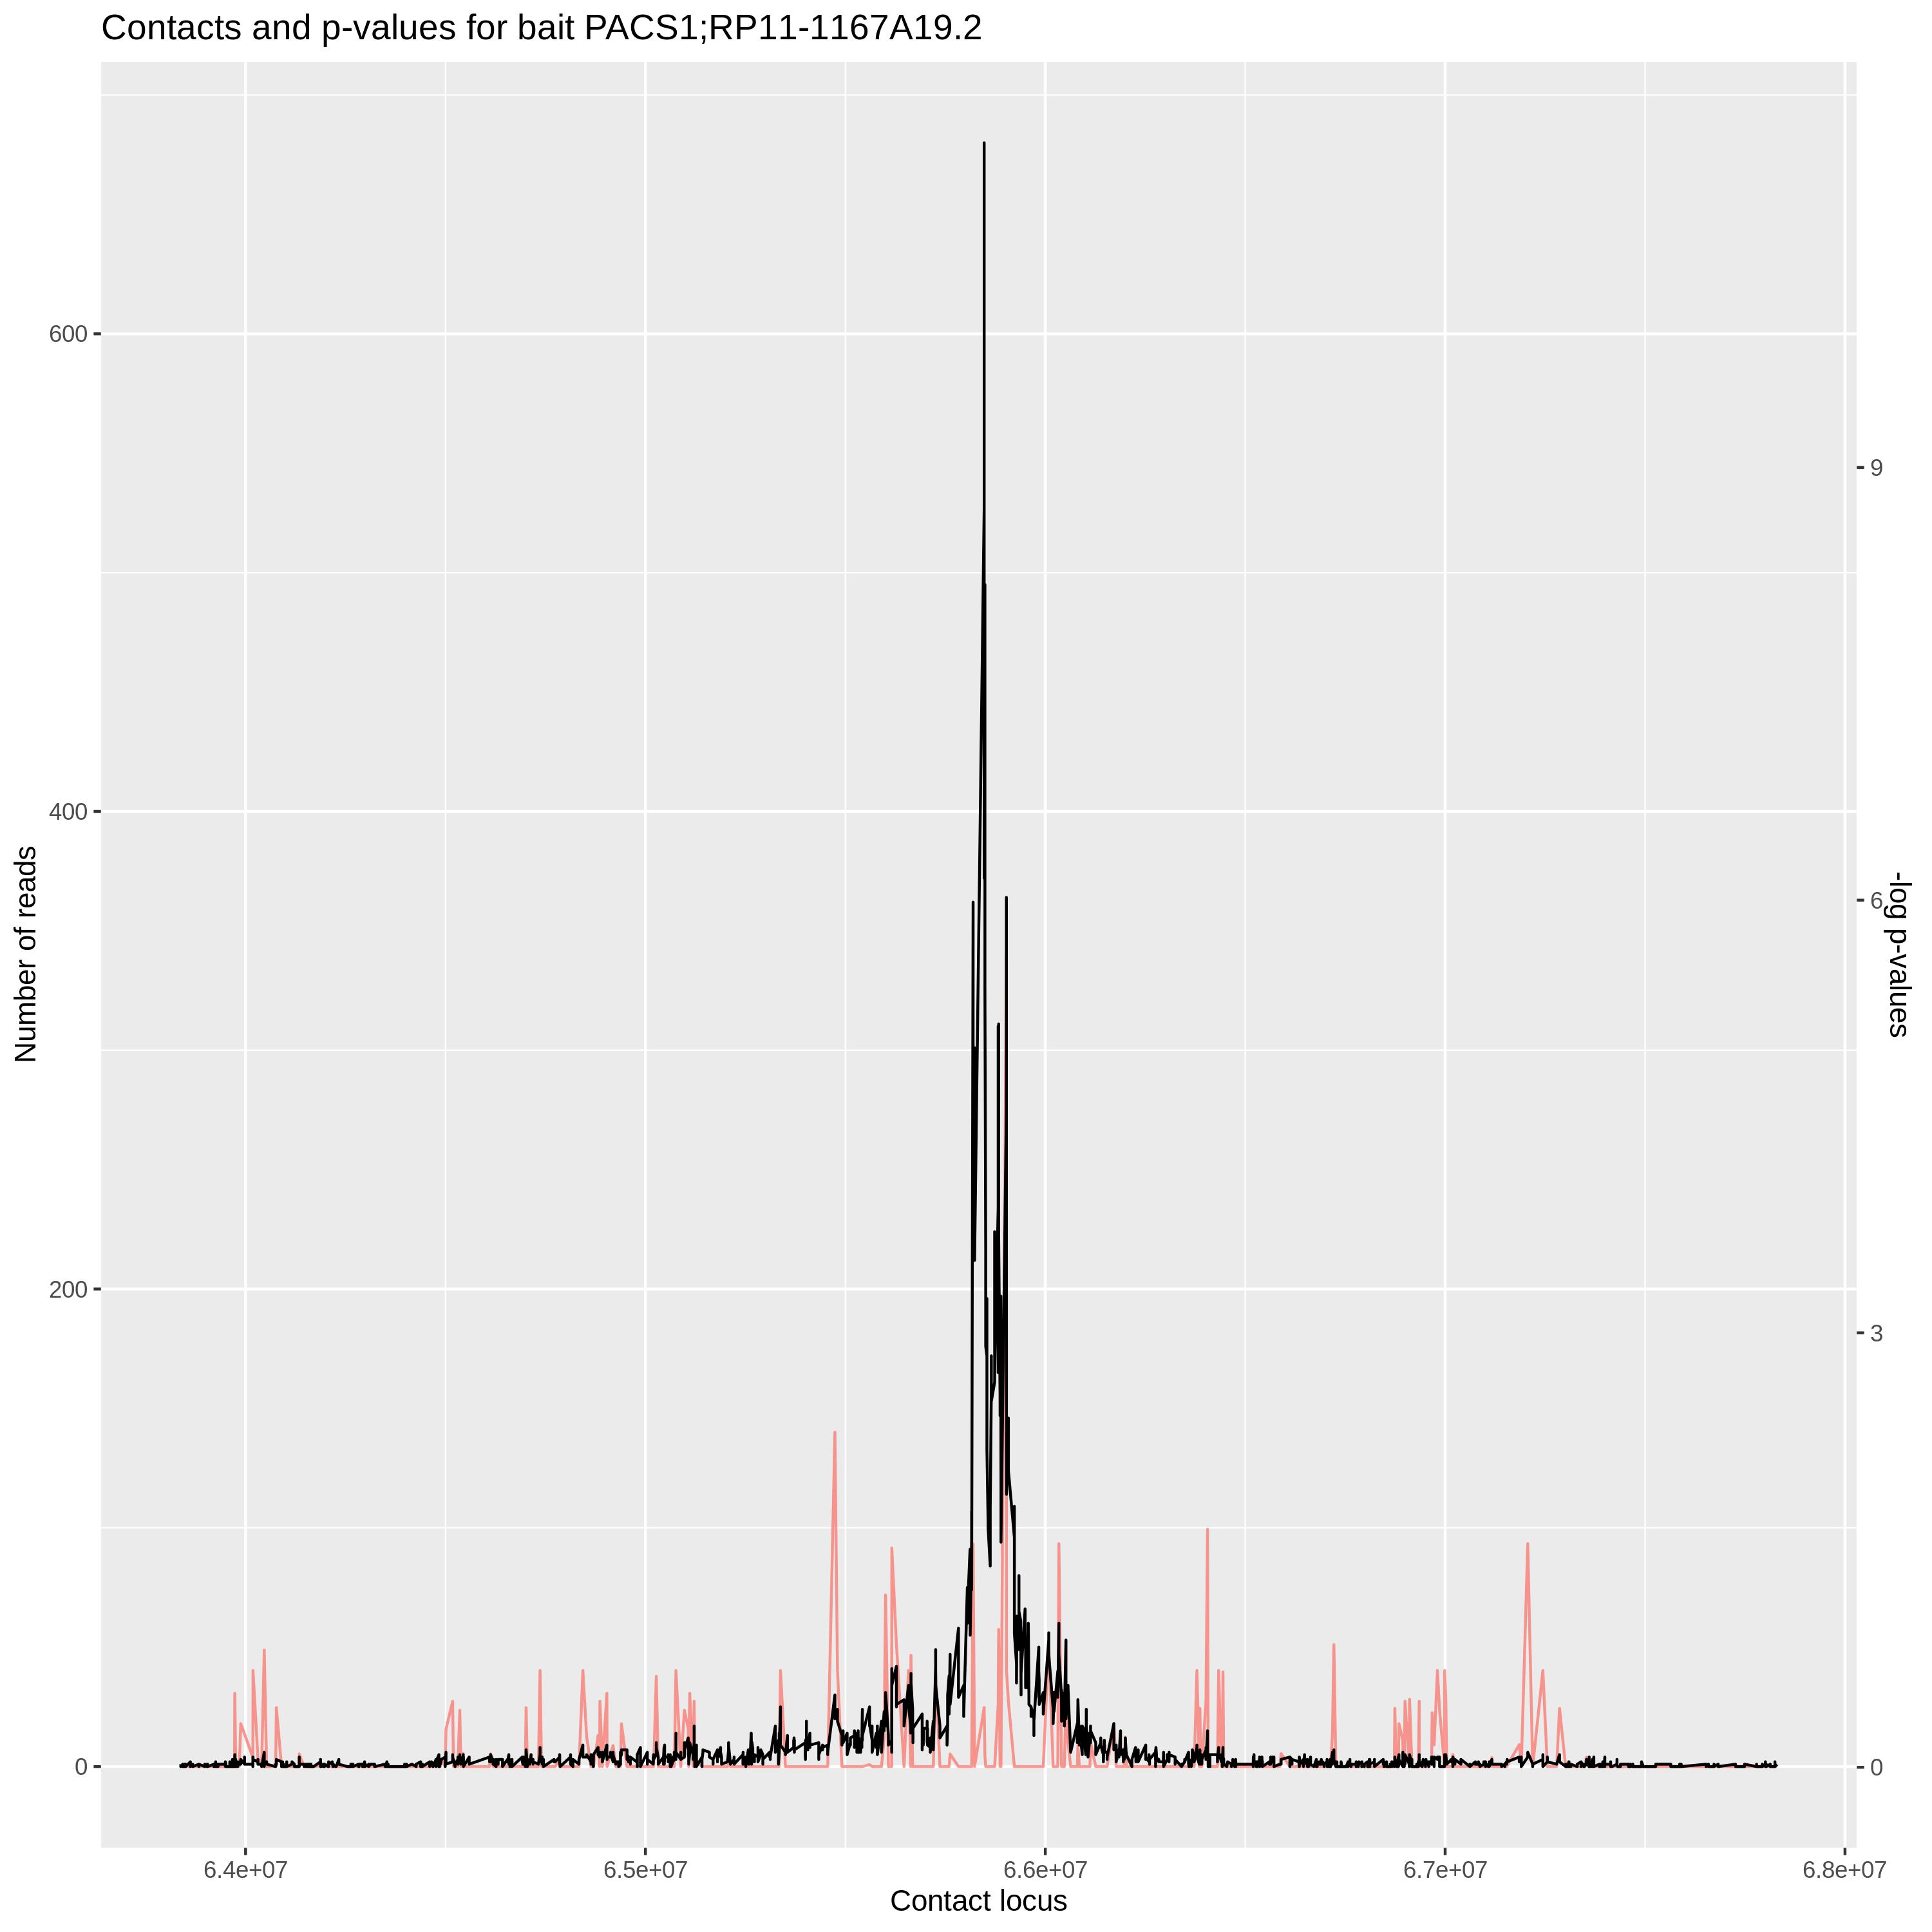 Contacts and p-values for bait PACS1;RP11-1167A19.2
600
400
200
0
9
6
3
0
Number of reads
-log p-values
6.4e+07
6.5e+07
6.6e+07
6.7e+07
6.8e+07
Contact locus